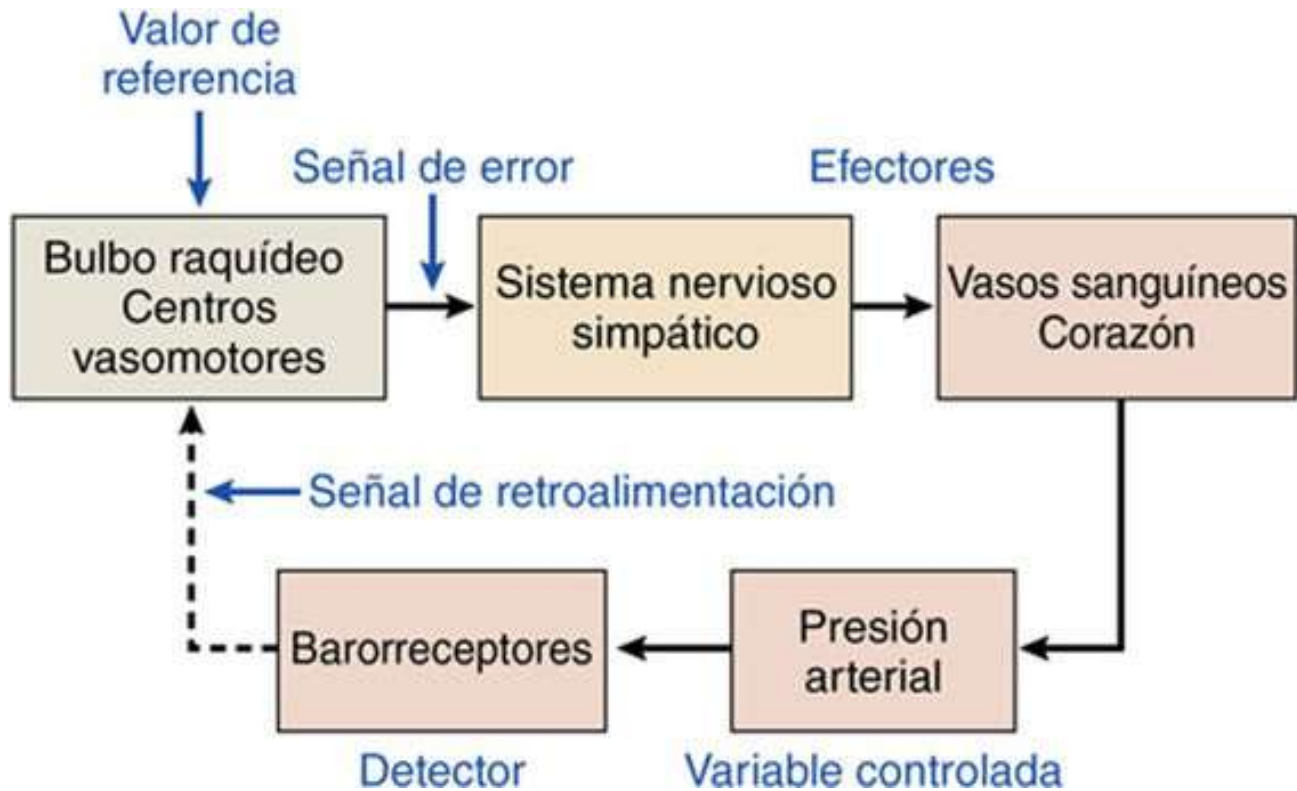 Valor de
referencia
Señal de error
Efectores
Bulbo raquídeo
Centros
vasomotores
Sistema nervioso
simpático
Vasos sanguíneos
Corazón
Señal de retroalimentación
Barorreceptores
Presión
arterial
Detector
Variable controlada